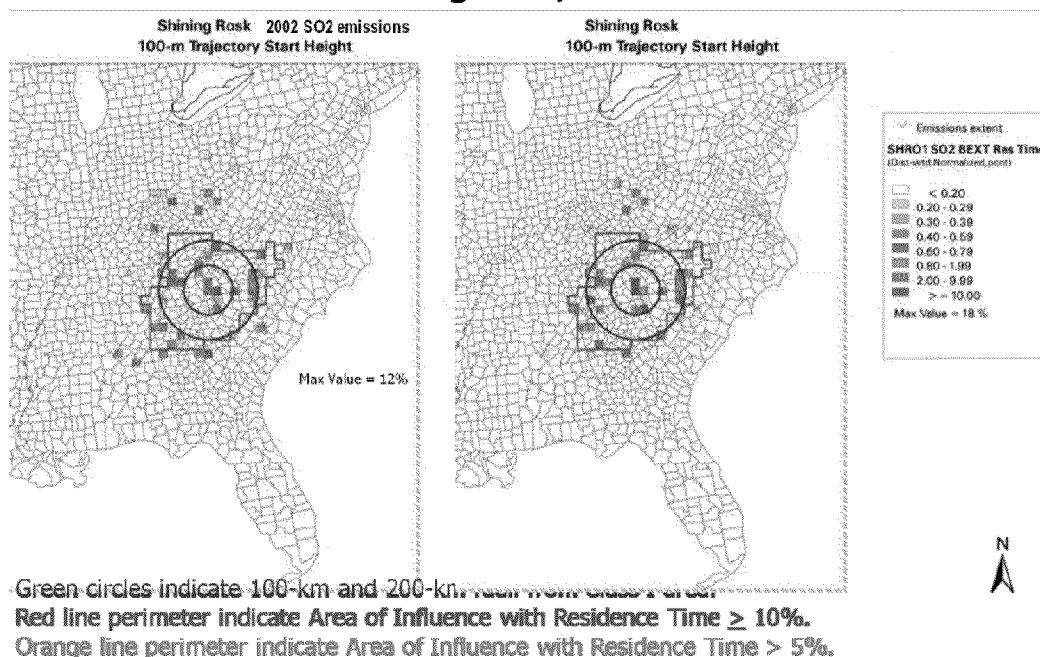 Shining Rosk 2002 SO2 emissions
100-m Trajectory Start Height
Shining Rosk
100-m Trajectory Start Height
Emissions extent
SHRO1 SO2 BEXT Res Time
(Dist-wtd,Normalized,pcnt)
< 0.20
0.20 - 0.29
0.30 - 0.39
0.40 - 0.59
0.60 - 0.79
0.80 - 1.99
2.00 - 9.99
> = 10.00
Max Value = 18 %
Max Value = 12%
N
Green circles indicate 100-km and 200-km
Red line perimeter indicate Area of Influence with Residence Time ≥ 10%.
Orange line perimeter indicate Area of Influence with Residence Time > 5%.